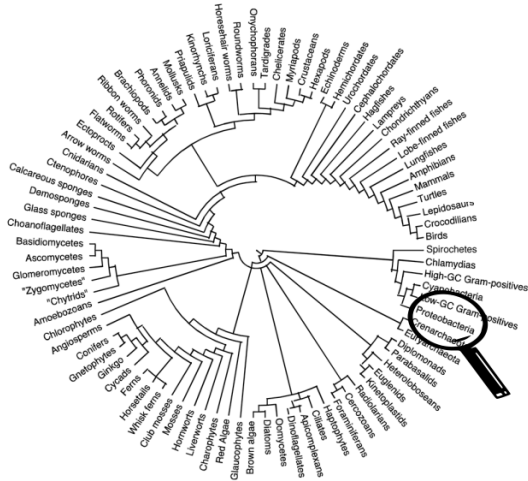 Horesehair worms
Roundworms
Onychophorans
Tardigrades
Chelicerates
Myriapods
Crustaceans
Hexapods
Echinoderms
Hemichordates
Urochordates
Cephalochordates
Hagfishes
Lampreys
Chondrichthyans
Ray-finned fishes
Lobe-finned fishes
Lungfishes
Amphibians
Mammals
Turtles
Lepidosaurs
Crocodilians
Birds
Spirochetes
Chlamydias
High-GC Gram-positives
Cyanobacteria
Low-GC Gram-positives
Proteobacteria
Crenarchaeota
Euryarchaeota
Diplomonads
Parabasalids
Heteroloboseans
Euglenids
Kinetoplastids
Radiolarians
Cercozoans
Foraminiferans
Haptophytes
Ciliates
Apicomplexans
Dinoflagellates
Oomycetes
Diatoms
Brown algae
Glaucophytes
Red Algae
Charophytes
Liverworts
Hornworts
Mosses
Club mosses
Whisk ferns
Horsetails
Ferns
Cycads
Ginkgo
Gnetophytes
Conifers
Angiosperms
Chlorophytes
Amoebozoans
"Chytrids"
"Zygomycetes"
Glomeromycetes
Ascomycetes
Basidiomycetes
Choanoflagellates
Glass sponges
Demosponges
Calcareous sponges
Ctenophores
Cnidarians
Arrow worms
Ectoprocts
Flatworms
Rotifers
Ribbon worms
Brachiopods
Phoronids
Mollusks
Annelids
Priapulids
Kinorhynchs
Loriciferans